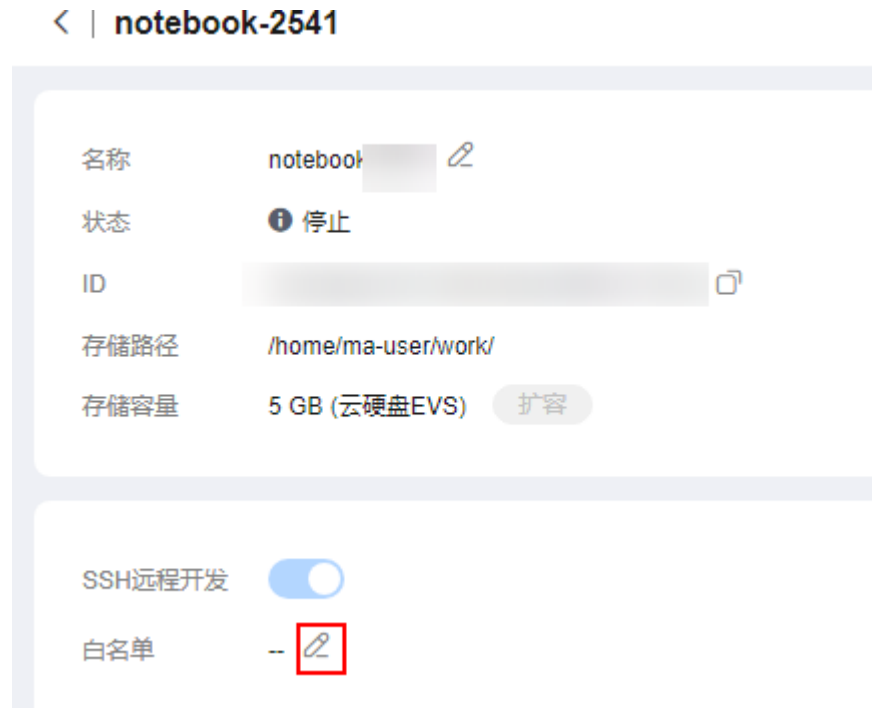 notebook-2541
名称 notebook
状态 停止
ID
存储路径 /home/ma-user/work/
存储容量 5 GB (云硬盘EVS) 扩容
SSH远程开发
白名单 --